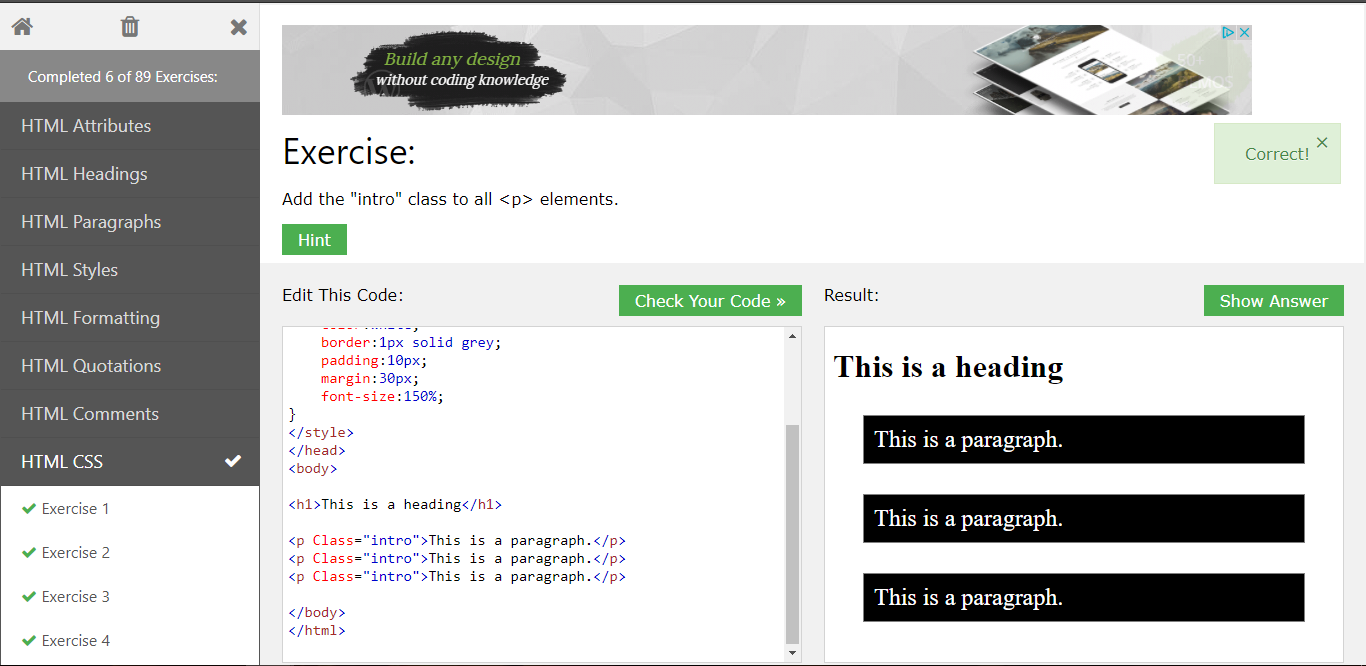 Completed 6 of 89 Exercises:
HTML Attributes
HTML Headings
HTML Paragraphs
HTML Styles
HTML Formatting
HTML Quotations
HTML Comments
HTML CSS
Exercise 1
Exercise 2
Exercise 3
Exercise 4
Build any design
without coding knowledge
Exercise:
Correct!
Add the "intro" class to all <p> elements.
Hint
Edit This Code:
Check Your Code »
border:1px solid grey;
padding:10px;
margin:30px;
font-size:150%;
}
</style>
</head>
<body>
<h1>This is a heading</h1>
<p Class="intro">This is a paragraph.</p>
<p Class="intro">This is a paragraph.</p>
<p Class="intro">This is a paragraph.</p>
</body>
</html>
Result:
Show Answer
This is a heading
This is a paragraph.
This is a paragraph.
This is a paragraph.